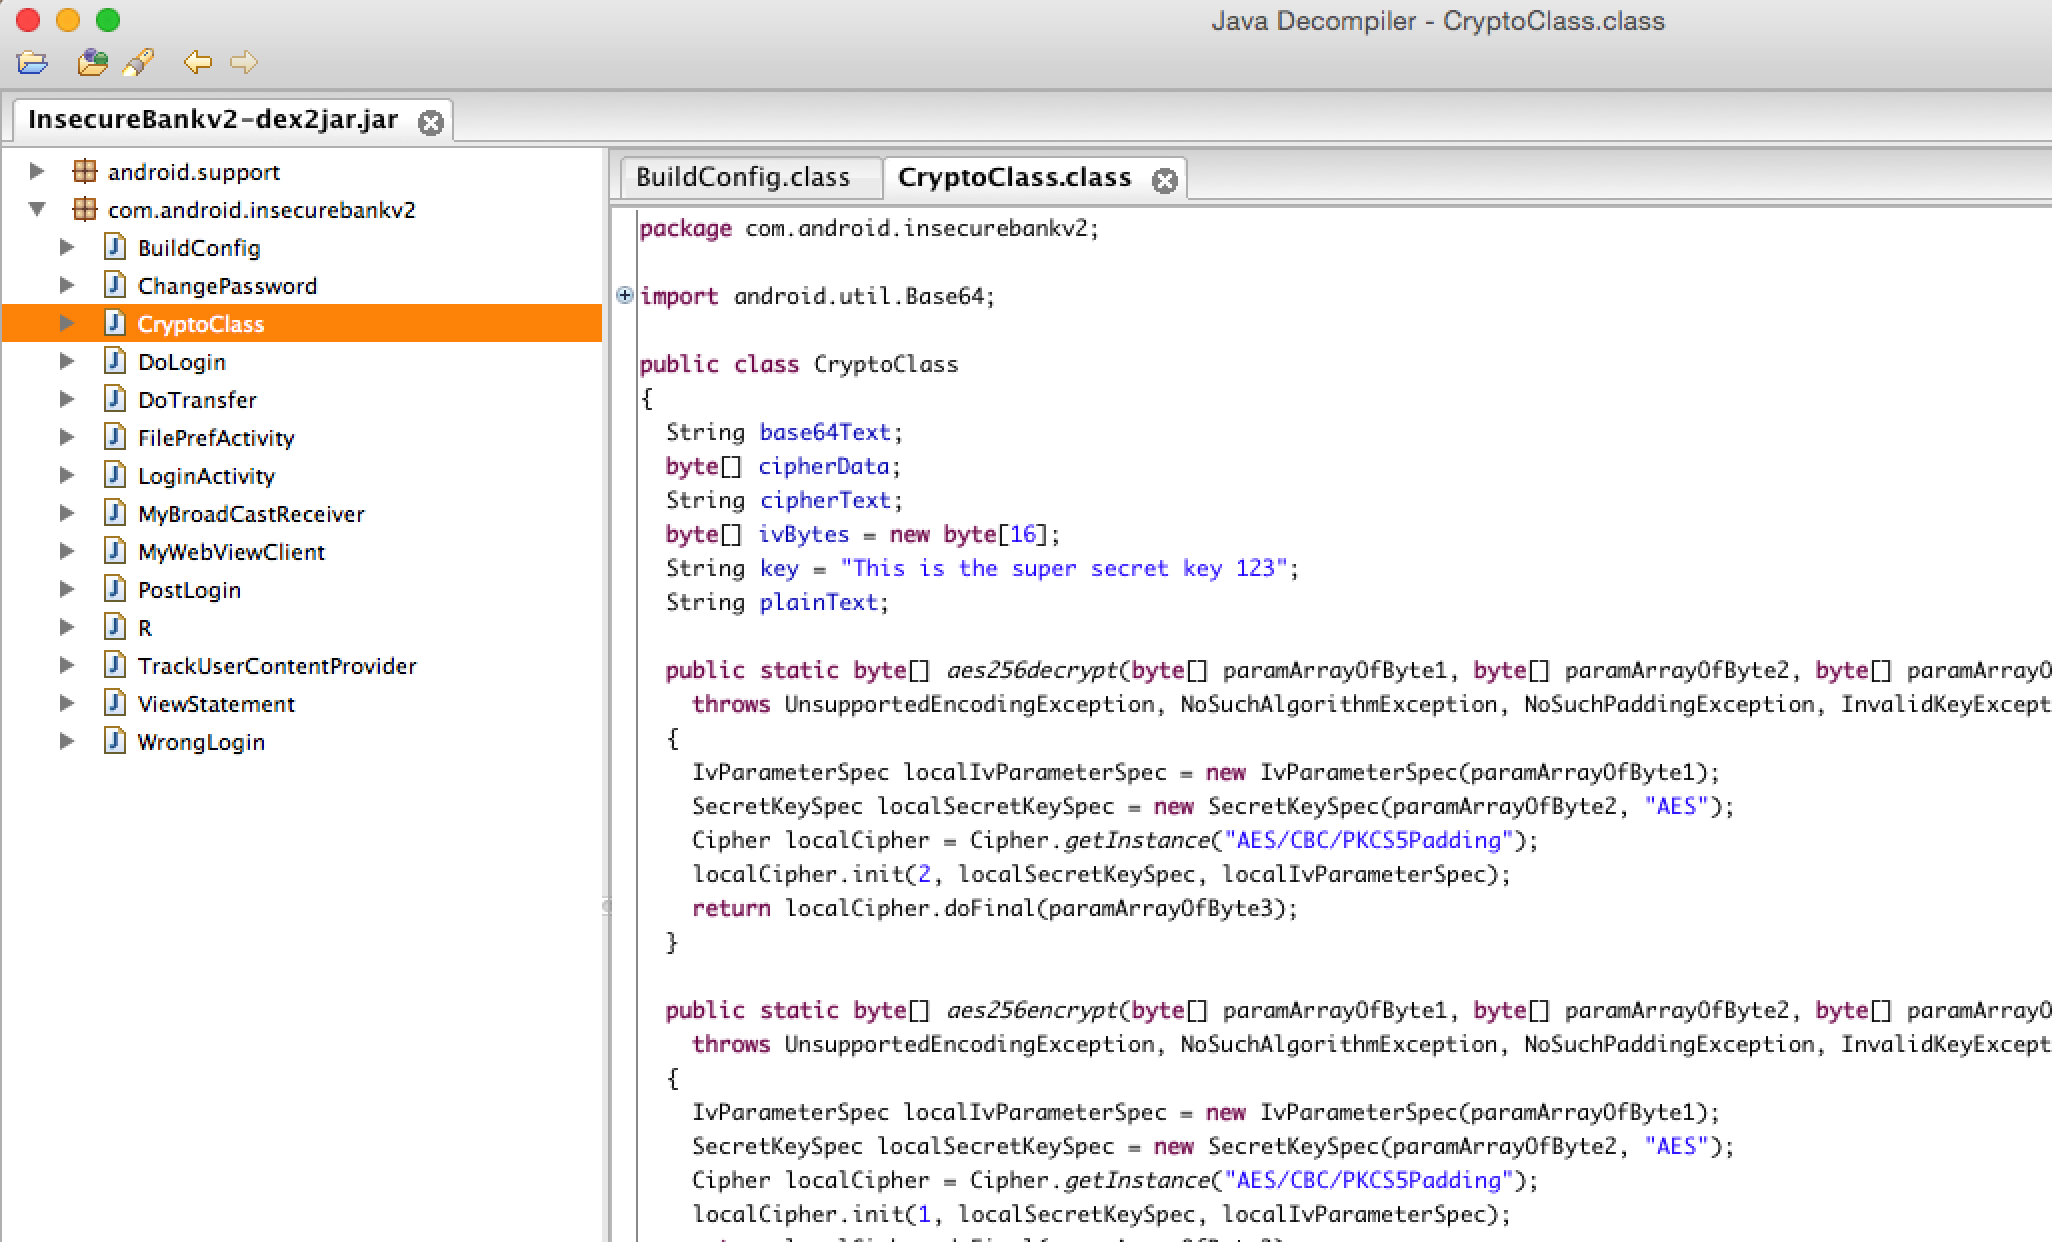 Java Decompiler - CryptoClass.class
InsecureBankv2-dex2jar.jar
android.support
com.android.insecurebankv2
BuildConfig
ChangePassword
CryptoClass
DoLogin
DoTransfer
FilePrefActivity
LoginActivity
MyBroadCastReceiver
MyWebViewClient
PostLogin
R
TrackUserContentProvider
ViewStatement
WrongLogin
BuildConfig.class CryptoClass.class
package com.android.insecurebankv2;
import android.util.Base64;
public class CryptoClass
{
String base64Text;
byte[] cipherData;
String cipherText;
byte[] ivBytes = new byte[16];
String key = "This is the super secret key 123";
String plainText;
public static byte[] aes256decrypt(byte[] paramArrayOfByte1, byte[] paramArrayOfByte2, byte[] paramArrayO
throws UnsupportedEncodingException, NoSuchAlgorithmException, NoSuchPaddingException, InvalidKeyExcept
{
IvParameterSpec localIvParameterSpec = new IvParameterSpec(paramArrayOfByte1);
SecretKeySpec localSecretKeySpec = new SecretKeySpec(paramArrayOfByte2, "AES");
Cipher localCipher = Cipher.getInstance("AES/CBC/PKCS5Padding");
localCipher.init(2, localSecretKeySpec, localIvParameterSpec);
return localCipher.doFinal(paramArrayOfByte3);
}
public static byte[] aes256encrypt(byte[] paramArrayOfByte1, byte[] paramArrayOfByte2, byte[] paramArrayO
throws UnsupportedEncodingException, NoSuchAlgorithmException, NoSuchPaddingException, InvalidKeyExcept
{
IvParameterSpec localIvParameterSpec = new IvParameterSpec(paramArrayOfByte1);
SecretKeySpec localSecretKeySpec = new SecretKeySpec(paramArrayOfByte2, "AES");
Cipher localCipher = Cipher.getInstance("AES/CBC/PKCS5Padding");
localCipher.init(1, localSecretKeySpec, localIvParameterSpec);